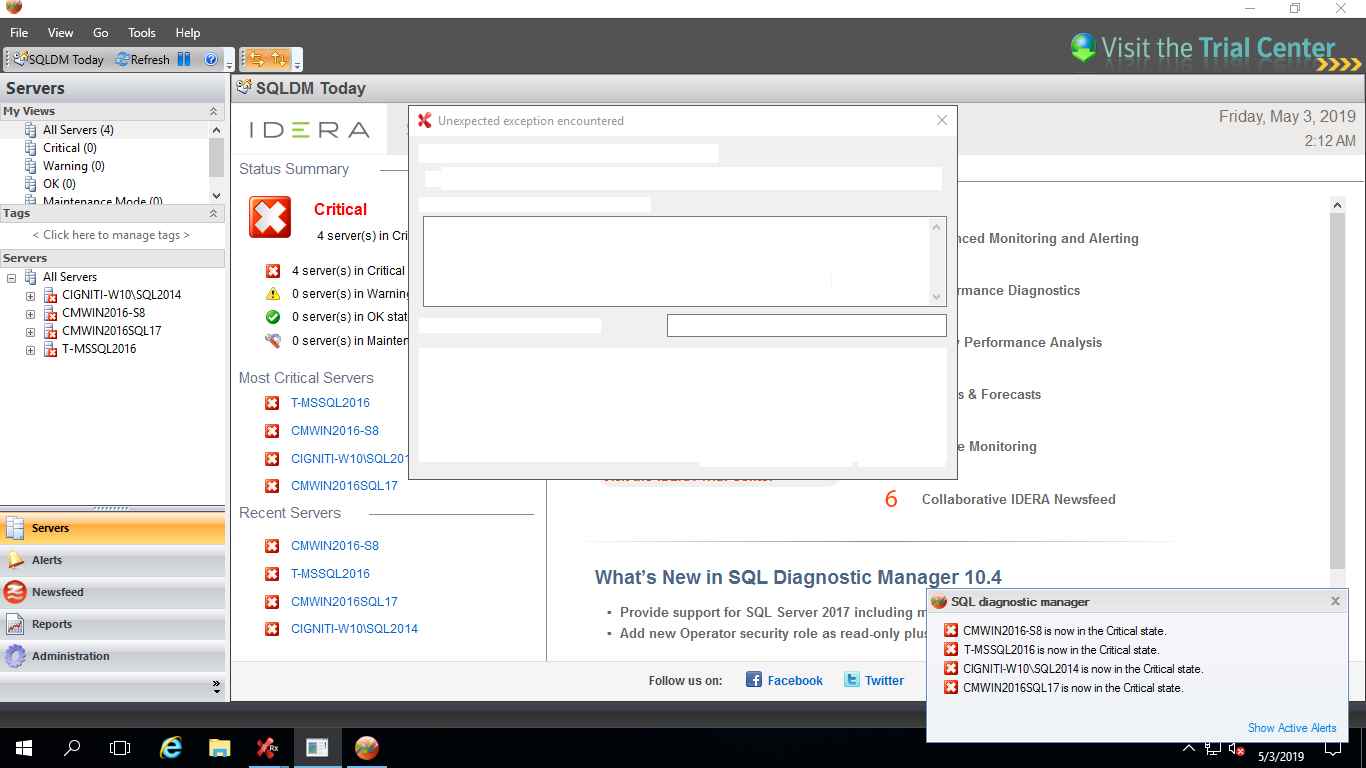 File View Go Tools Help
Visit the Trial Center
SQLDM Today Refresh
Servers
My Views
All Servers (4)
Critical (0)
Warning (0)
OK (0)
Maintenance Mode (0)
Tags
< Click here to manage tags >
Servers
All Servers
CIGNITI-W10\SQL2014
CMWIN2016-S8
CMWIN2016SQL17
T-MSSQL2016
Servers
Alerts
Newsfeed
Reports
Administration
SQLDM Today
IDERA
Friday, May 3, 2019
2:12 AM
Status Summary
Critical
4 server(s) in Cri
4 server(s) in Critical
0 server(s) in Warning
0 server(s) in OK stat
0 server(s) in Mainten
Most Critical Servers
T-MSSQL2016
CMWIN2016-S8
CIGNITI-W10\SQL201
CMWIN2016SQL17
Recent Servers
CMWIN2016-S8
T-MSSQL2016
CMWIN2016SQL17
CIGNITI-W10\SQL2014
Unexpected exception encountered
nced Monitoring and Alerting
rmance Diagnostics
y Performance Analysis
s & Forecasts
e Monitoring
6 Collaborative IDERA Newsfeed
What's New in SQL Diagnostic Manager 10.4
• Provide support for SQL Server 2017 including m
• Add new Operator security role as read-only plus
Follow us on: Facebook Twitter
SQL diagnostic manager
CMWIN2016-S8 is now in the Critical state.
T-MSSQL2016 is now in the Critical state.
CIGNITI-W10\SQL2014 is now in the Critical state.
CMWIN2016SQL17 is now in the Critical state.
Show Active Alerts
Rx
5/3/2019